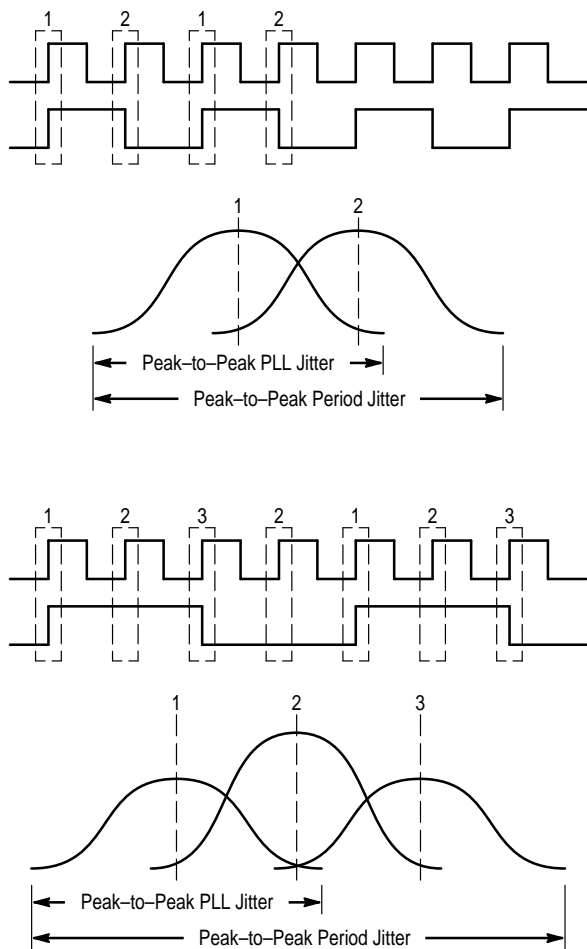 1 2 1 2
1 2
Peak–to–Peak PLL Jitter
Peak–to–Peak Period Jitter
1 2 3 2 1 2 3
1 2 3
Peak–to–Peak PLL Jitter
Peak–to–Peak Period Jitter